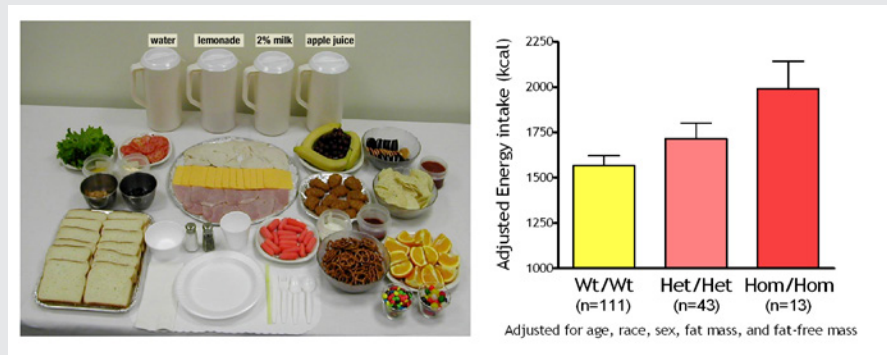 water lemonade 2% milk apple juice
Adjusted Energy intake (kcal)
2250
2000
1750
1500
1250
1000
Wt/Wt Het/Het Hom/Hom
(n=111) (n=43) (n=13)
Adjusted for age, race, sex, fat mass, and fat-free mass